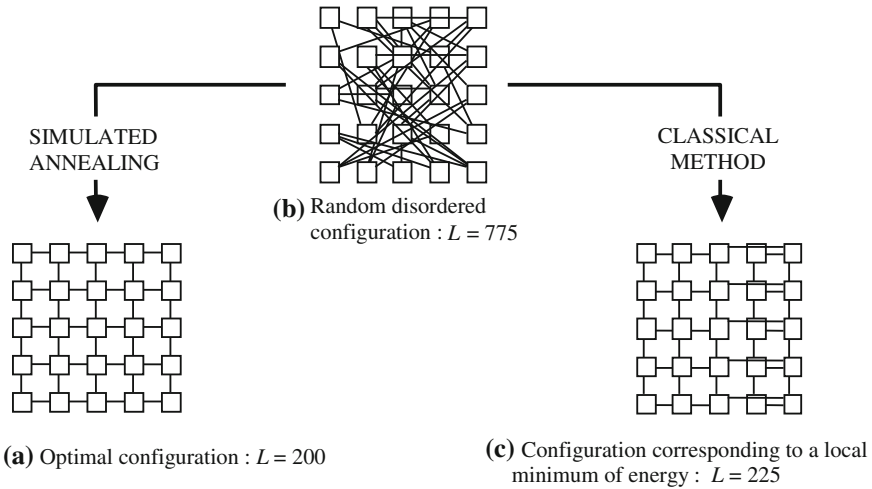 SIMULATED
ANNEALING
CLASSICAL
METHOD
(b) Random disordered
configuration : L = 775
(a) Optimal configuration : L = 200
(c) Configuration corresponding to a local
minimum of energy : L = 225